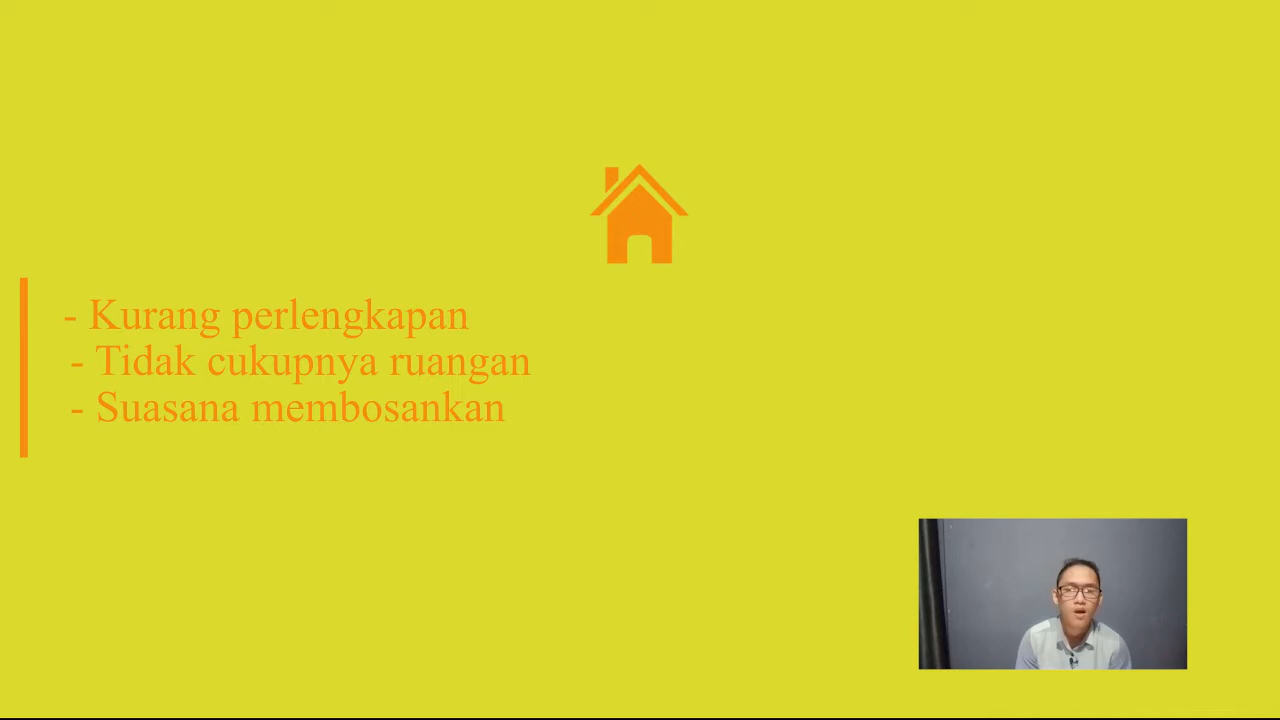 - Kurang perlengkapan
- Tidak cukupnya ruangan
- Suasana membosankan